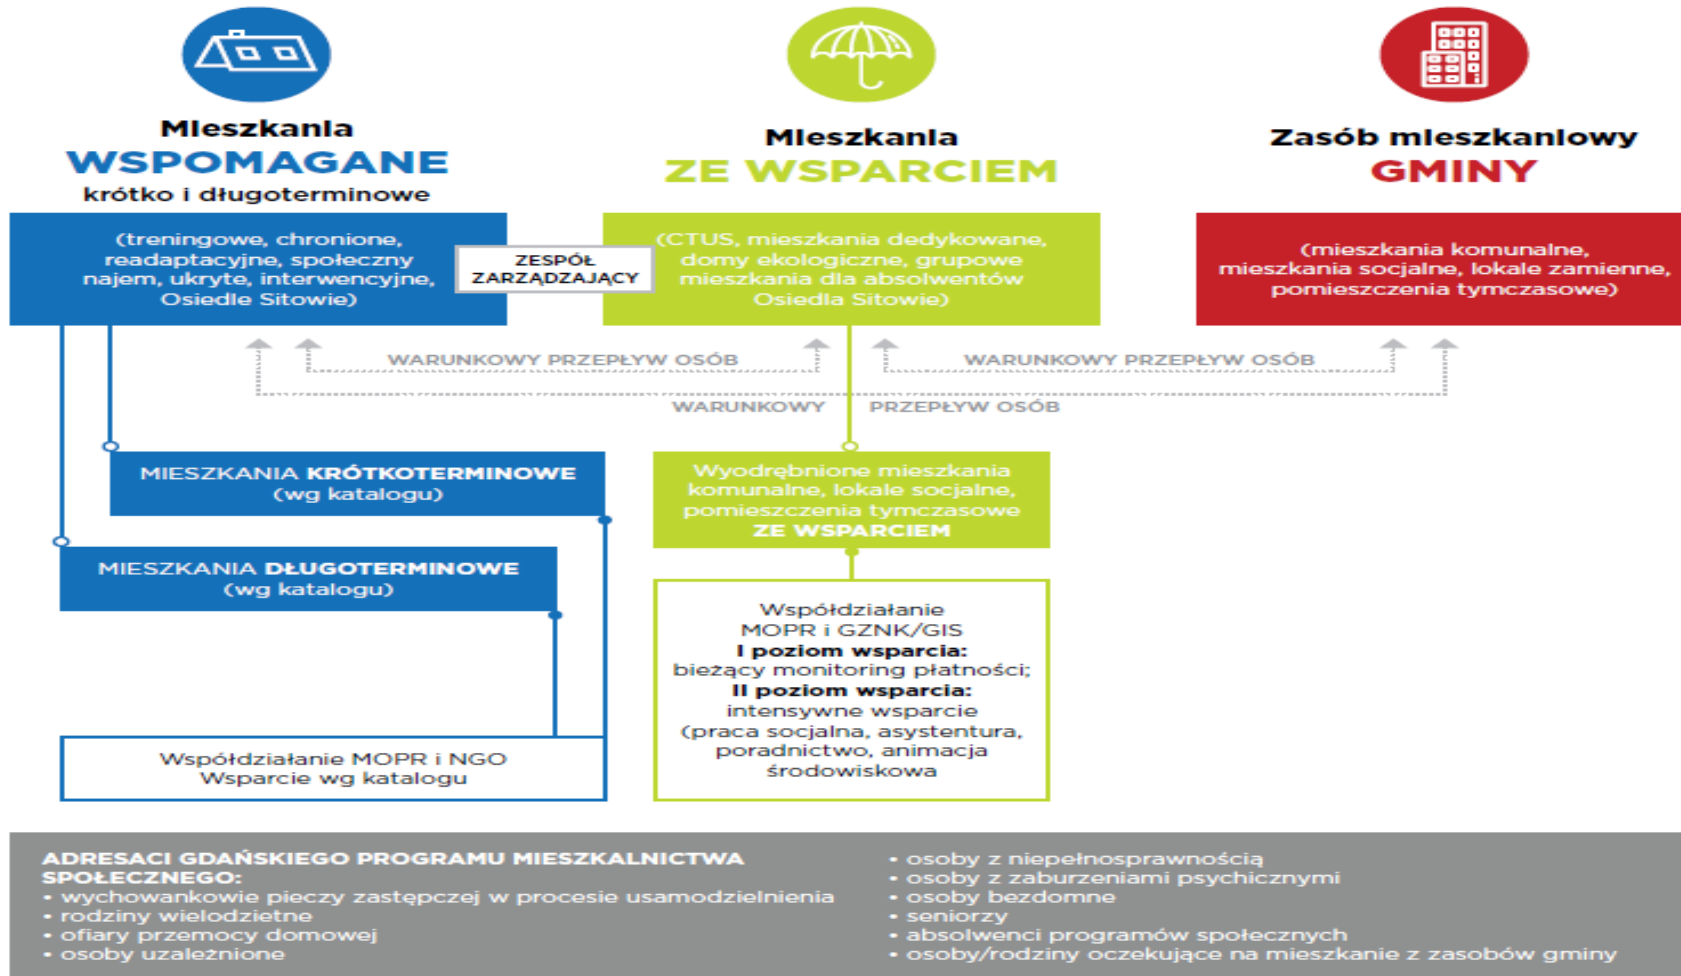 Mieszkania
WSPOMAGANE
krótko i długoterminowe
(treningowe, chronione,
readaptacyjne, społeczny
najem, ukryte, interwencyjne,
Osiedle Sitowie)
ZESPÓŁ
ZARZĄDZAJĄCY
Mieszkania
ZE WSPARCIEM
(CTUS, mieszkania dedykowane,
domy ekologiczne, grupowe
mieszkania dla absolwentów
Osiedla Sitowie)
Zasób mieszkaniowy
GMINY
(mieszkania komunalne,
mieszkania socjalne, lokale zamienne,
pomieszczenia tymczasowe)
WARUNKOWY PRZEPŁYW OSÓB
WARUNKOWY PRZEPŁYW OSÓB
WARUNKOWY PRZEPŁYW OSÓB
MIESZKANIA KRÓTKOTERMINOWE
(wg katalogu)
MIESZKANIA DŁUGOTERMINOWE
(wg katalogu)
Współdziałanie MOPR i NGO
Wsparcie wg katalogu
Wyodrębnione mieszkania
komunalne, lokale socjalne,
pomieszczenia tymczasowe
ZE WSPARCIEM
Współdziałanie
MOPR i GZNK/GIS
I poziom wsparcia:
bieżący monitoring płatności;
II poziom wsparcia:
intensywne wsparcie
(praca socjalna, asystentura,
poradnictwo, animacja
środowiskowa
ADRESACI GDAŃSKIEGO PROGRAMU MIESZKALNICTWA
SPOŁECZNEGO:
• wychowankowie pieczy zastępczej w procesie usamodzielnienia
• rodziny wielodzietne
• ofiary przemocy domowej
• osoby uzależnione
• osoby z niepełnosprawnością
• osoby z zaburzeniami psychicznymi
• osoby bezdomne
• seniorzy
• absolwenci programów społecznych
• osoby/rodziny oczekujące na mieszkanie z zasobów gminy